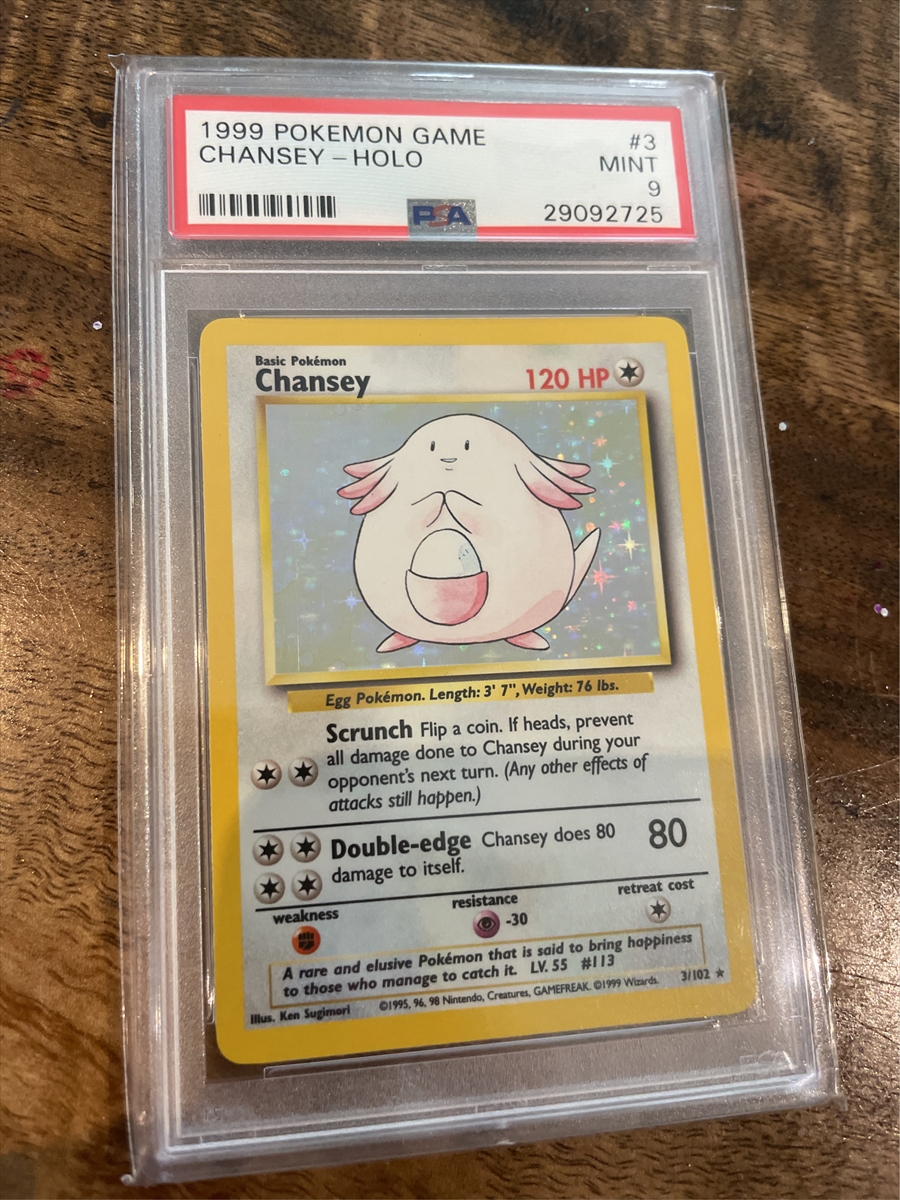 1999 POKEMON GAME
#3
CHANSEY – HOLO
MINT
9
PSA
29092725
Basic Pokémon
Chansey
120 HP
Egg Pokémon. Length: 3' 7", Weight: 76 lbs.
Scrunch Flip a coin. If heads, prevent
all damage done to Chansey during your
opponent's next turn. (Any other effects of
attacks still happen.)
Double-edge Chansey does 80
damage to itself.
80
weakness
resistance
retreat cost
-30
A rare and elusive Pokémon that is said to bring happiness
to those who manage to catch it. LV. 55 #113
Illus. Ken Sugimori
©1995, 96, 98 Nintendo, Creatures, GAMEFREAK. ©1999 Wizards.
3/102 ★